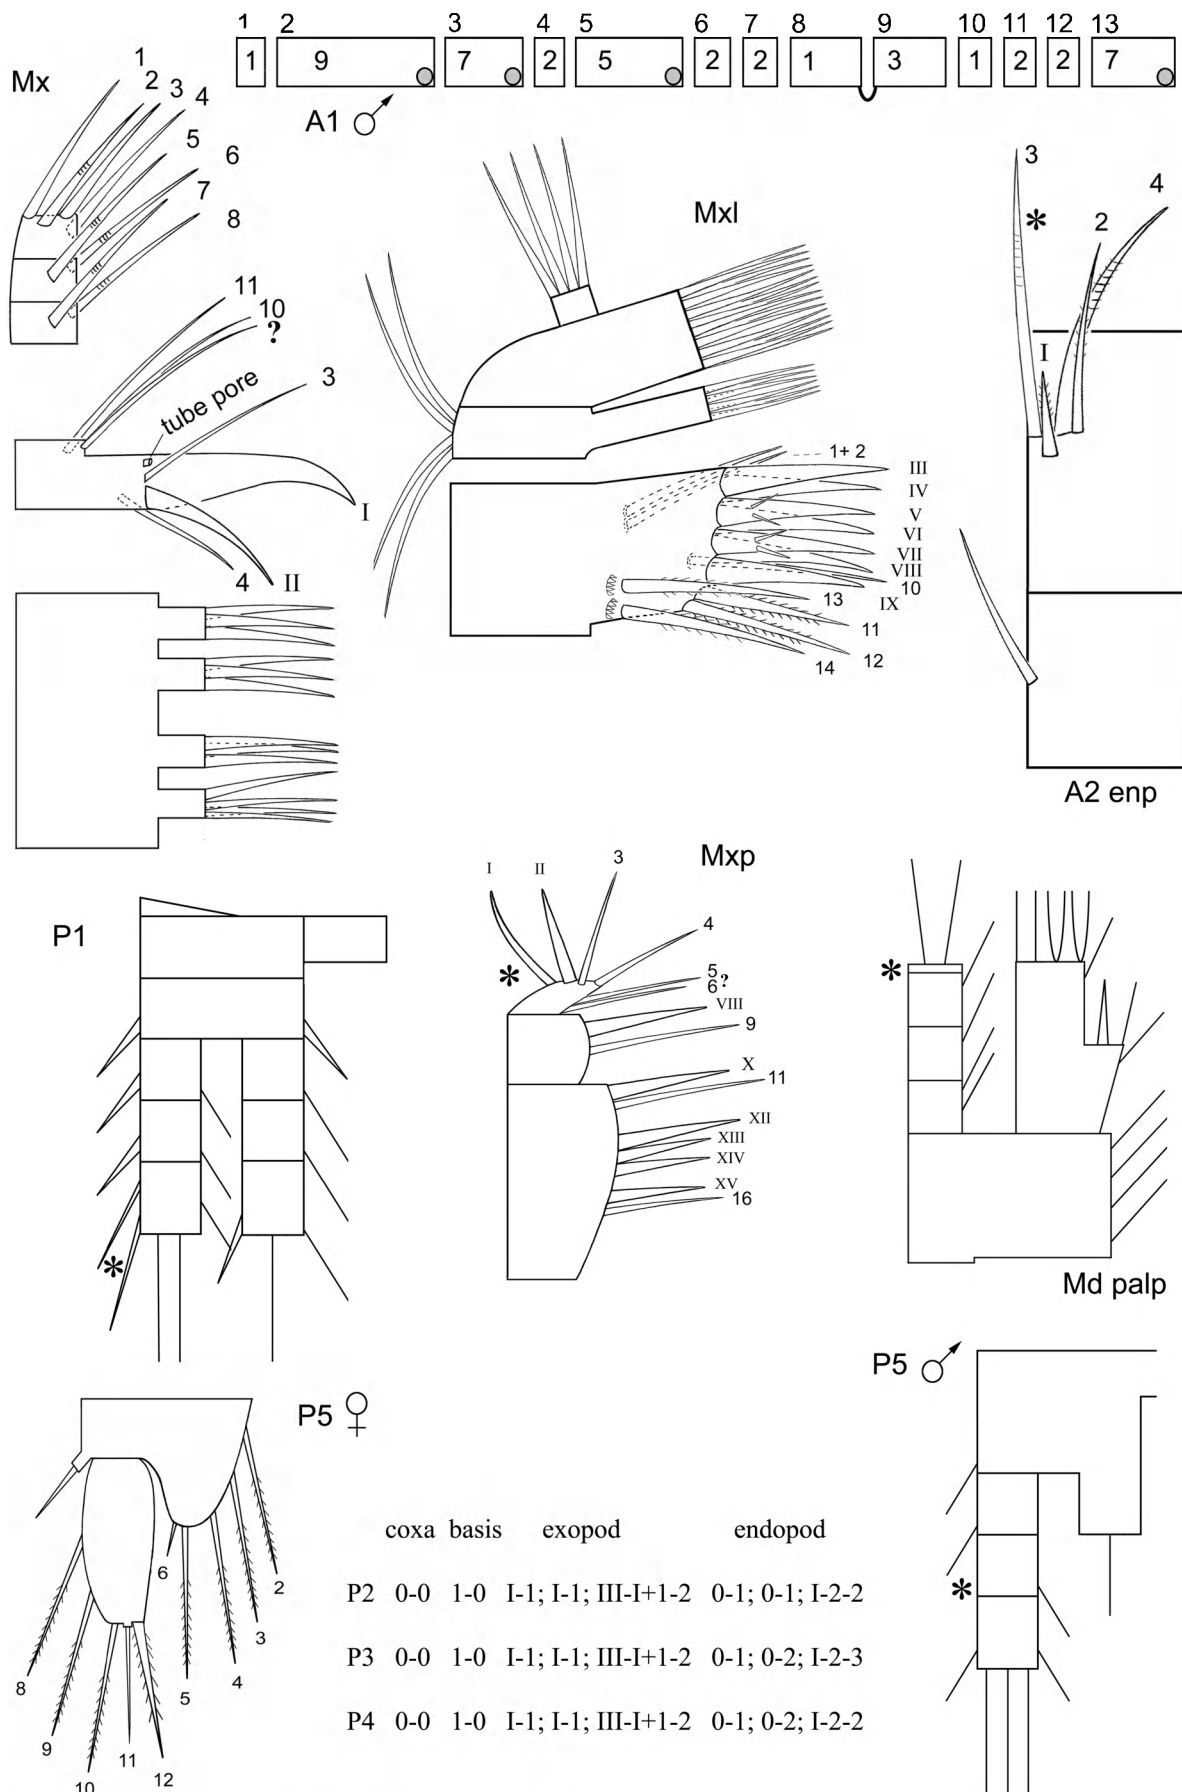 1 2 3 4 5 6 7 8 9 10 11 12 13
1 9 7 2 5 2 2 1 3 1 2 2 7
A1 ♂
Mx
1
2
3
4
5
6
7
8
11
10
?
tube pore
3
I
4
II
Mxl
1+ 2
III
IV
V
VI
VII
VIII
10
IX
13
11
12
14
3
*
4
2
I
A2 enp
P1
*
Mxp
I
II
3
*
4
5
6?
VIII
9
X
11
XII
XIII
XIV
XV
16
*
Md palp
P5 ♀
6
2
3
4
5
8
9
10
11
12
coxa basis exopod endopod
P2 0-0 1-0 I-1; I-1; III-I+1-2 0-1; 0-1; I-2-2
P3 0-0 1-0 I-1; I-1; III-I+1-2 0-1; 0-2; I-2-3
P4 0-0 1-0 I-1; I-1; III-I+1-2 0-1; 0-2; I-2-2
P5 ♂
*